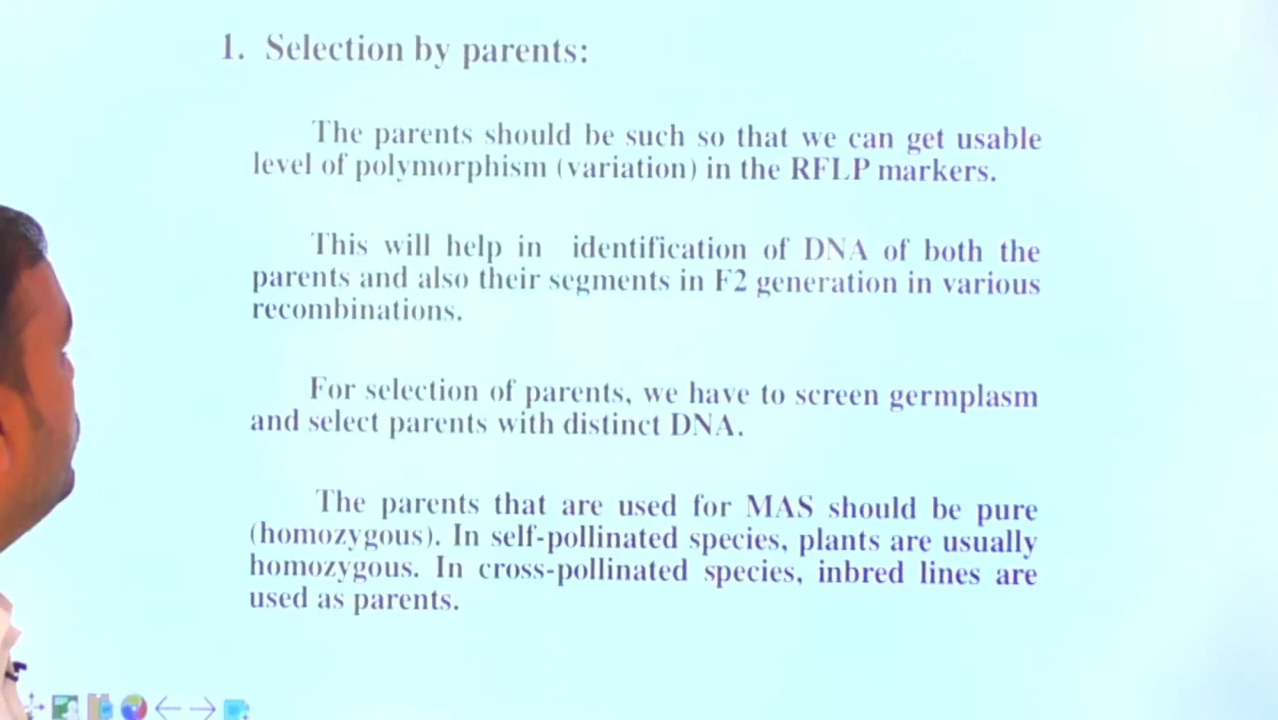 1. Selection by parents:
The parents should be such so that we can get usable
level of polymorphism (variation) in the RFLP markers.
This will help in identification of DNA of both the
parents and also their segments in F2 generation in various
recombinations.
For selection of parents, we have to screen germplasm
and select parents with distinct DNA.
The parents that are used for MAS should be pure
(homozygous). In self-pollinated species, plants are usually
homozygous. In cross-pollinated species, inbred lines are
used as parents.